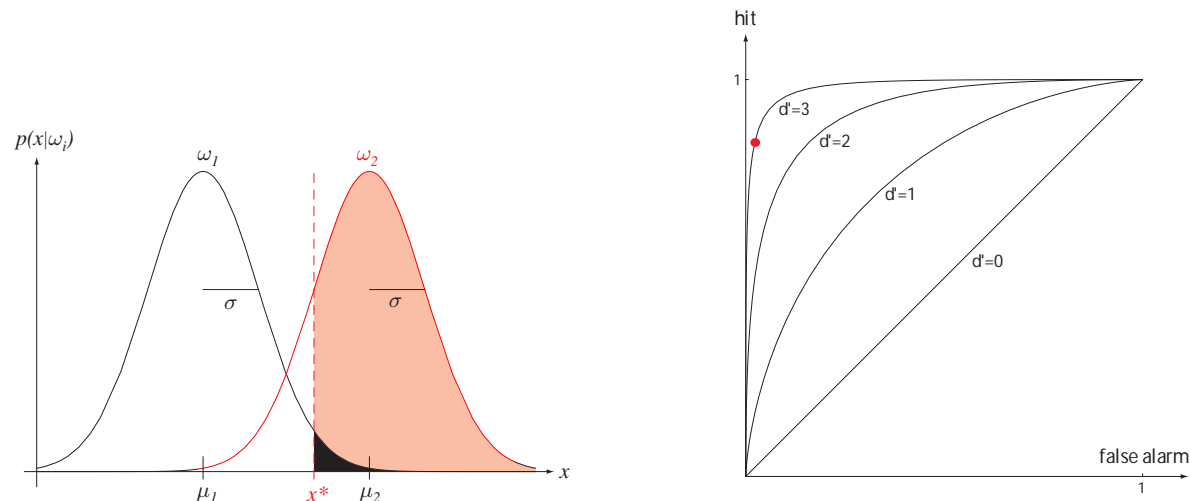 p(x|ωᵢ)
ω₁
ω₂
σ
σ
μ₁
x*
μ₂
x
hit
1
d'=3
d'=2
d'=1
d'=0
false alarm
1